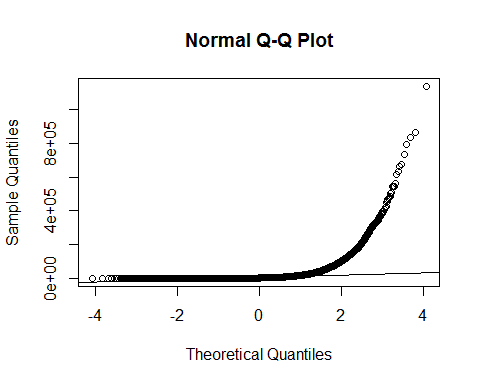 Normal Q-Q Plot
Sample Quantiles
8e+05
4e+05
0e+00
-4 -2 0 2 4
Theoretical Quantiles